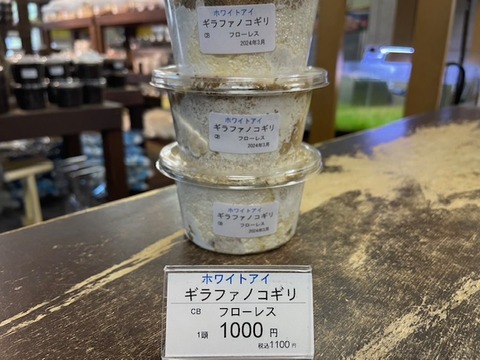 ホワイトアイ
ギラファノコギリ
② フローレス
2024年3月
ホワイトアイ
ギラファノコギリ
フローレス
2024年3月
ホワイトアイ
ギラファノコギリ
フローレス
2024年3月
ホワイトアイ
ギラファノコギリ
CB フローレス
1頭 1000 円
税込1100円